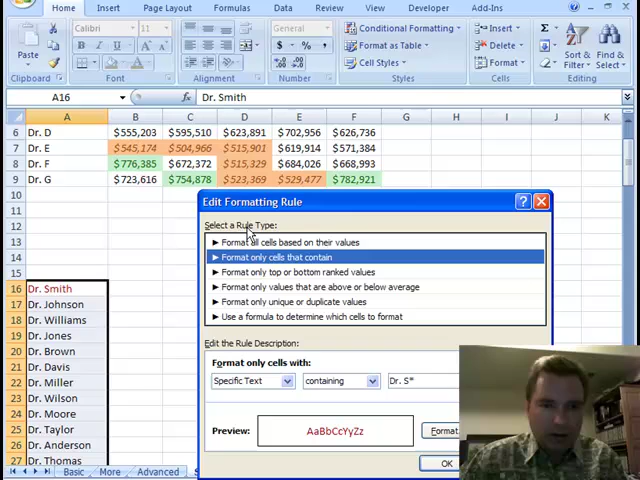 Home Insert Page Layout Formulas Data Review View Developer Add-Ins
Calibri 11 General Conditional Formatting Insert Σ
Paste B I U $ % , Format as Table Delete Sort & Find &
Cell Styles Format Filter Select
Clipboard Font Alignment Number Styles Cells Editing
A16 fx Dr. Smith
A B C D E F G H I J K
6 Dr. D $555,203 $595,510 $623,891 $702,956 $626,736
7 Dr. E $545,174 $504,966 $515,901 $619,914 $571,384
8 Dr. F $776,385 $672,372 $515,329 $684,026 $668,993
9 Dr. G $723,616 $754,878 $523,369 $529,477 $782,921
10 Edit Formatting Rule ?
11 Select a Rule Type:
12 Format all cells based on their values
13 Format only cells that contain
14 Format only top or bottom ranked values
15 Format only values that are above or below average
16 Dr. Smith Format only unique or duplicate values
17 Dr. Johnson Use a formula to determine which cells to format
18 Dr. Williams
19 Dr. Jones Edit the Rule Description:
20 Dr. Brown Format only cells with:
21 Dr. Davis Specific Text containing Dr. S*
22 Dr. Miller
23 Dr. Wilson
24 Dr. Moore Preview: AaBbCcYyZz Format...
25 Dr. Taylor
26 Dr. Anderson OK
27 Dr. Thomas
Basic More Advanced